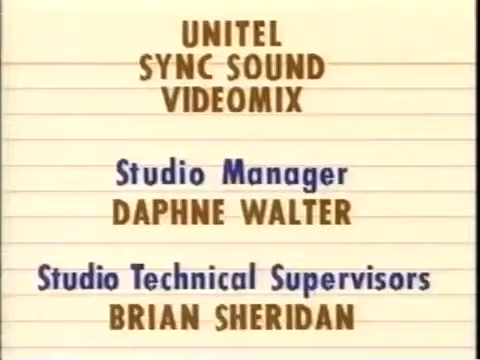 UNITEL
SYNC SOUND
VIDEOMIX
Studio Manager
DAPHNE WALTER
Studio Technical Supervisors
BRIAN SHERIDAN